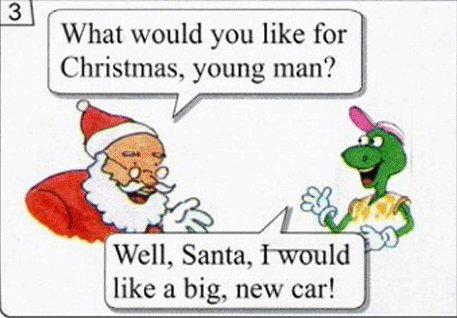 3
What would you like for
Christmas, young man?
Well, Santa, I would
like a big, new car!